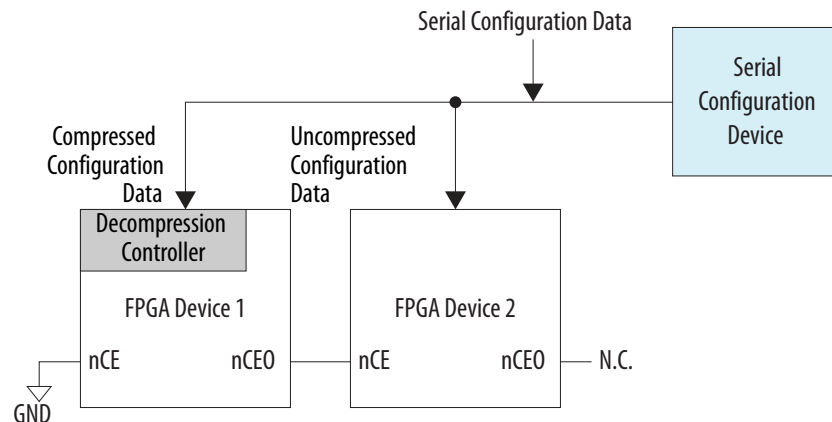 Serial Configuration Data
Serial
Configuration
Device
Compressed
Configuration
Data
Uncompressed
Configuration
Data
Decompression
Controller
FPGA Device 1
FPGA Device 2
nCE
nCEO
nCE
nCEO
N.C.
GND